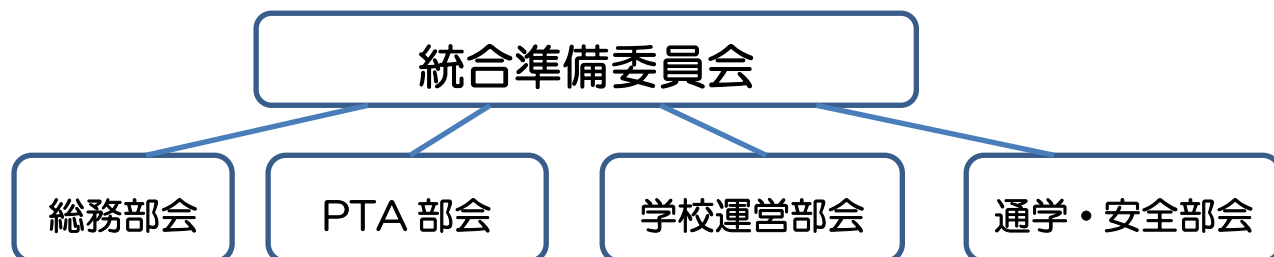 統合準備委員会
総務部会
PTA 部会
学校運営部会
通学・安全部会